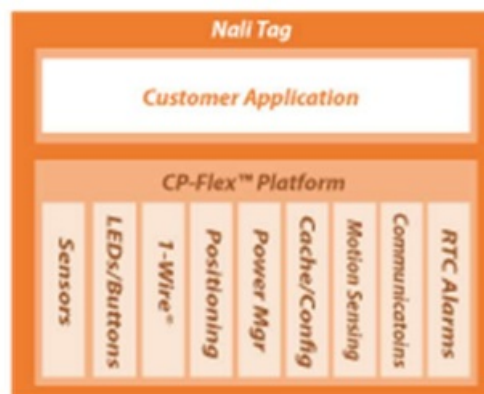 Nali Tag
Customer Application
CP-Flex™ Platform
Sensors
LEDs/Buttons
1-Wire®
Positioning
Power Mgr
Cache/Config
Motion Sensing
Communicatoins
RTC Alarms